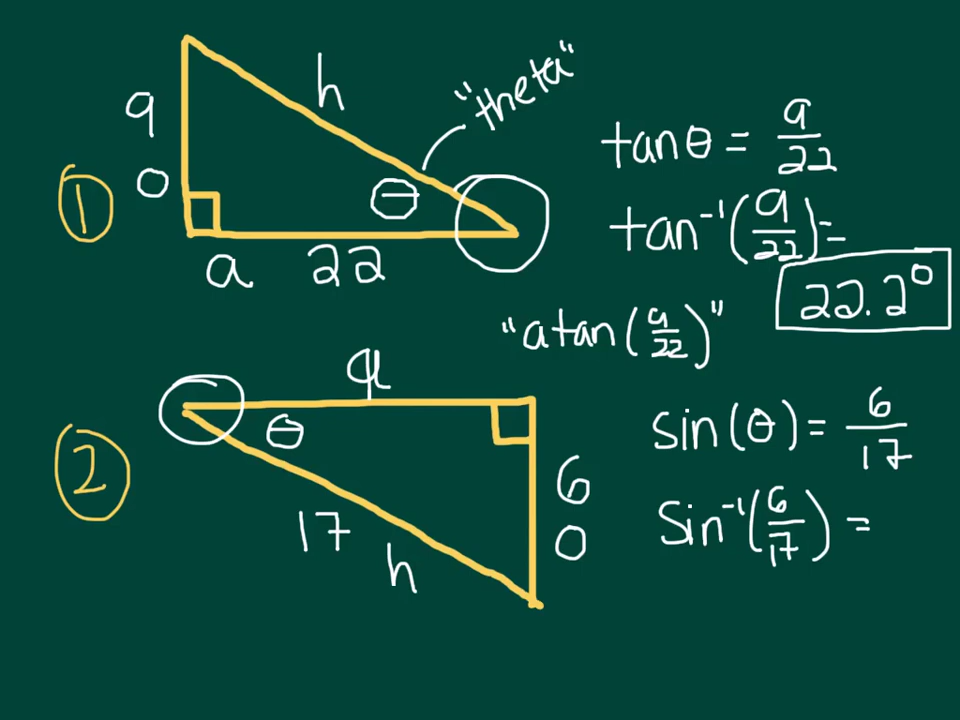 ①
9
o
h
"theta"
θ
a 22
tanθ = 9/22
tan⁻¹(9/22) =
22.2°
"atan(9/22)"
②
a
θ
17
h
6
o
sin(θ) = 6/17
Sin⁻¹(6/17) =